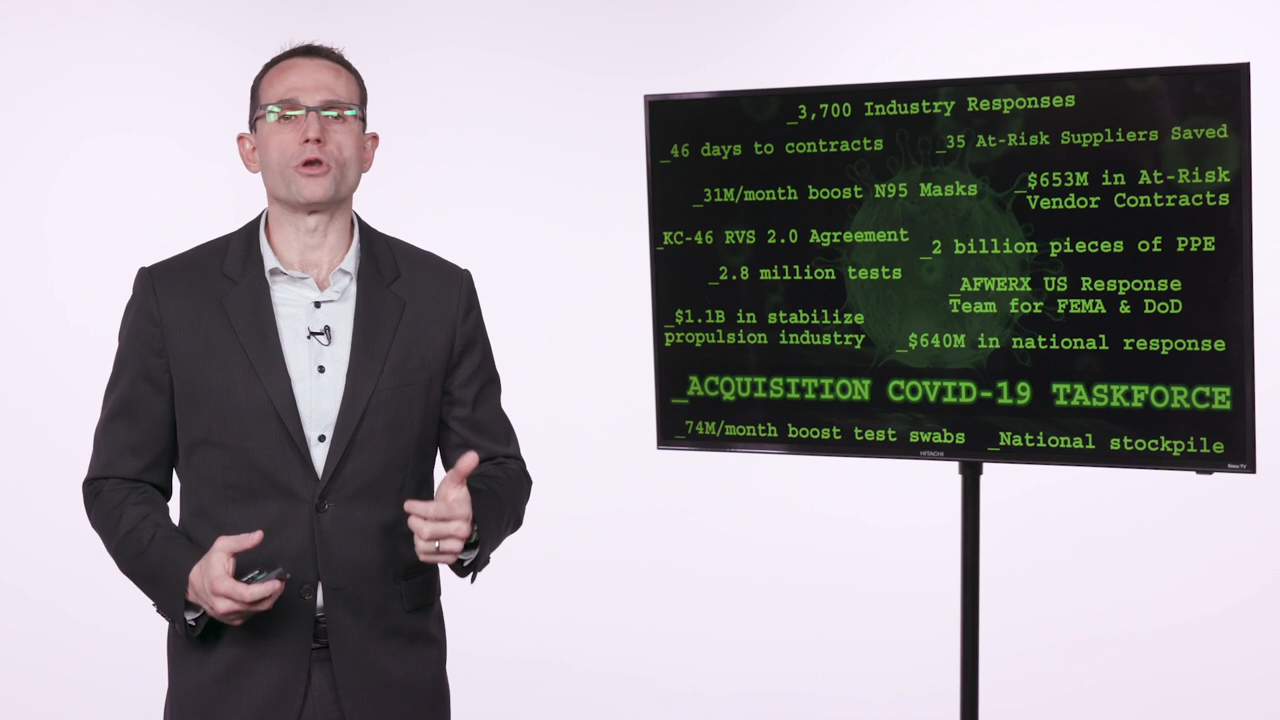 _3,700 Industry Responses
_46 days to contracts
_35 At-Risk Suppliers Saved
_31M/month boost N95 Masks
_$653M in At-Risk
Vendor Contracts
_KC-46 RVS 2.0 Agreement
_2 billion pieces of PPE
_2.8 million tests
_AFWERX US Response
Team for FEMA & DoD
_$1.1B in stabilize
propulsion industry
_$640M in national response
_ACQUISITION COVID-19 TASKFORCE
_74M/month boost test swabs
_National stockpile
HITACHI
Roku TV